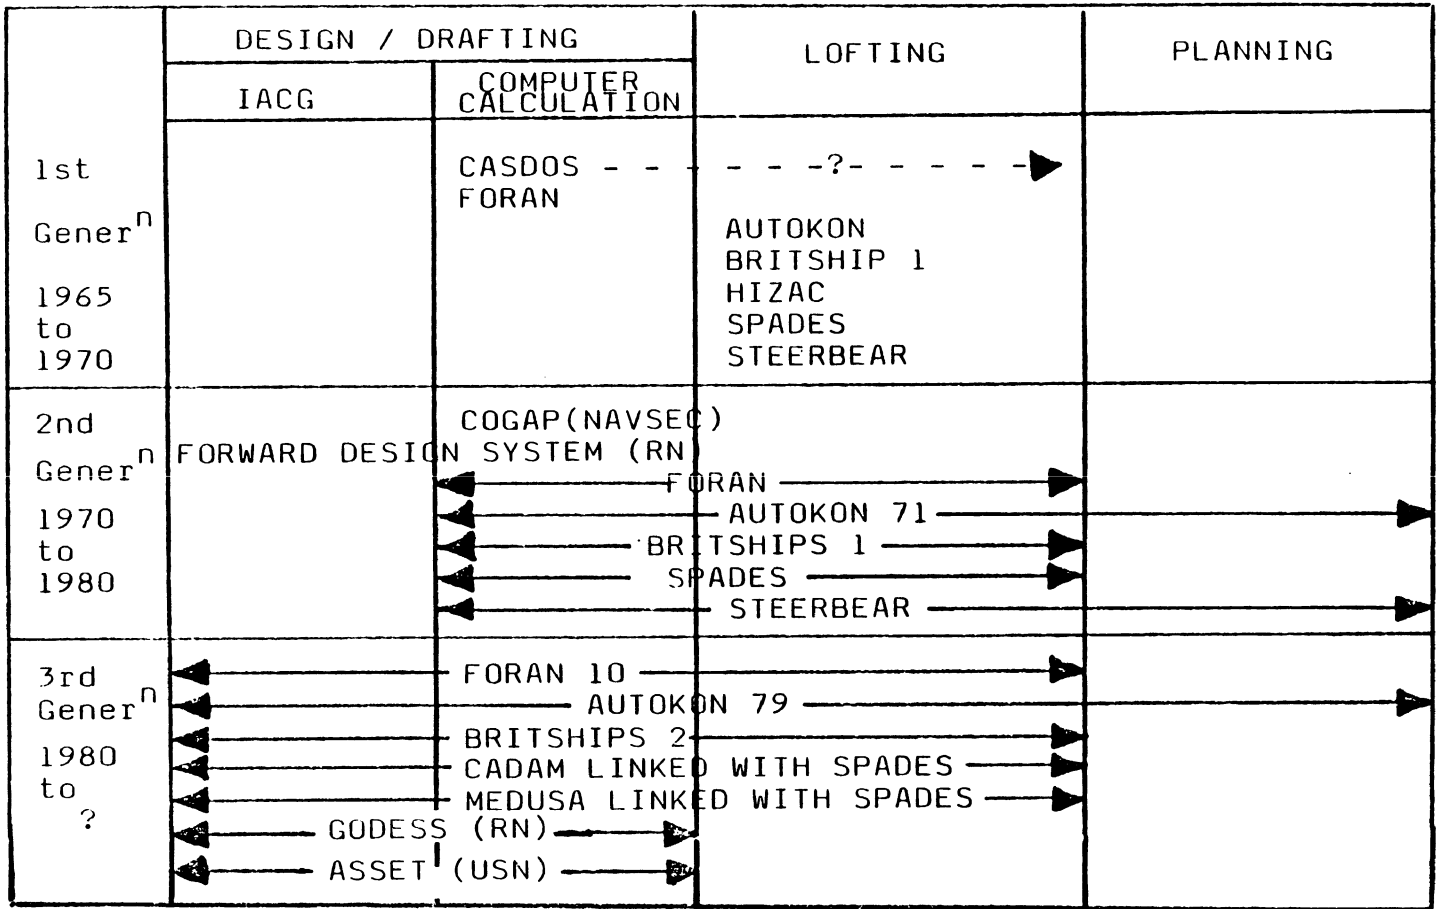 DESIGN / DRAFTING
LOFTING
PLANNING
IACG
COMPUTER
CALCULATION
1st
Generⁿ
1965
to
1970
CASDOS - - - - -?- - - - -
FORAN
AUTOKON
BRITSHIP 1
HIZAC
SPADES
STEERBEAR
2nd
Generⁿ
1970
to
1980
COGAP(NAVSEC)
FORWARD DESIGN SYSTEM (RN)
FORAN
AUTOKON 71
BRITSHIPS 1
SPADES
STEERBEAR
3rd
Generⁿ
1980
to
?
FORAN 10
AUTOKON 79
BRITSHIPS 2
CADAM LINKED WITH SPADES
MEDUSA LINKED WITH SPADES
GODESS (RN)
ASSET (USN)